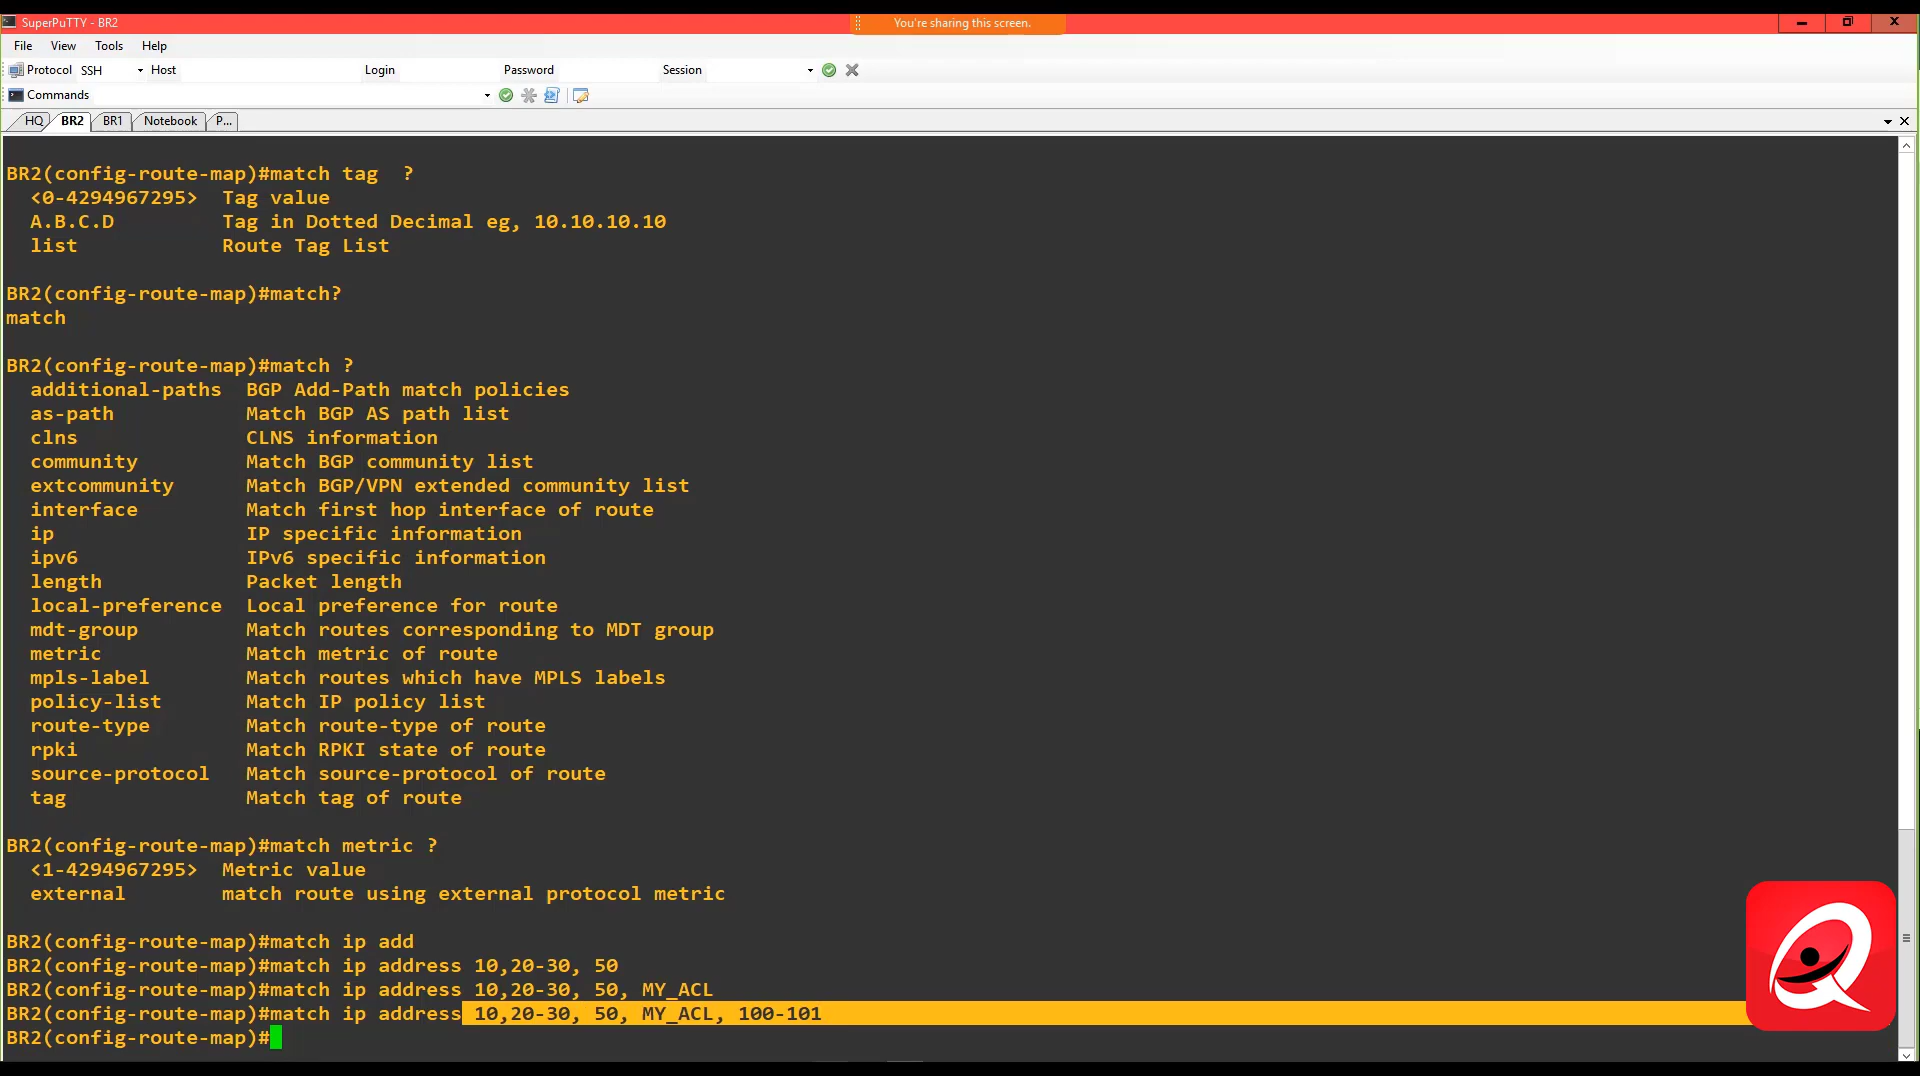 SuperPuTTY - BR2
You're sharing this screen.
File View Tools Help
Protocol SSH Host Login Password Session
Commands
HQ BR2 BR1 Notebook P...
BR2(config-route-map)#match tag  ?
<0-4294967295>  Tag value
A.B.C.D         Tag in Dotted Decimal eg, 10.10.10.10
list            Route Tag List
BR2(config-route-map)#match?
match
BR2(config-route-map)#match ?
additional-paths  BGP Add-Path match policies
as-path           Match BGP AS path list
clns              CLNS information
community         Match BGP community list
extcommunity      Match BGP/VPN extended community list
interface         Match first hop interface of route
ip                IP specific information
ipv6              IPv6 specific information
length            Packet length
local-preference  Local preference for route
mdt-group         Match routes corresponding to MDT group
metric            Match metric of route
mpls-label        Match routes which have MPLS labels
policy-list       Match IP policy list
route-type        Match route-type of route
rpki              Match RPKI state of route
source-protocol   Match source-protocol of route
tag               Match tag of route
BR2(config-route-map)#match metric ?
<1-4294967295>  Metric value
external        match route using external protocol metric
BR2(config-route-map)#match ip add
BR2(config-route-map)#match ip address 10,20-30, 50
BR2(config-route-map)#match ip address 10,20-30, 50, MY_ACL
BR2(config-route-map)#match ip address 10,20-30, 50, MY_ACL, 100-101
BR2(config-route-map)#